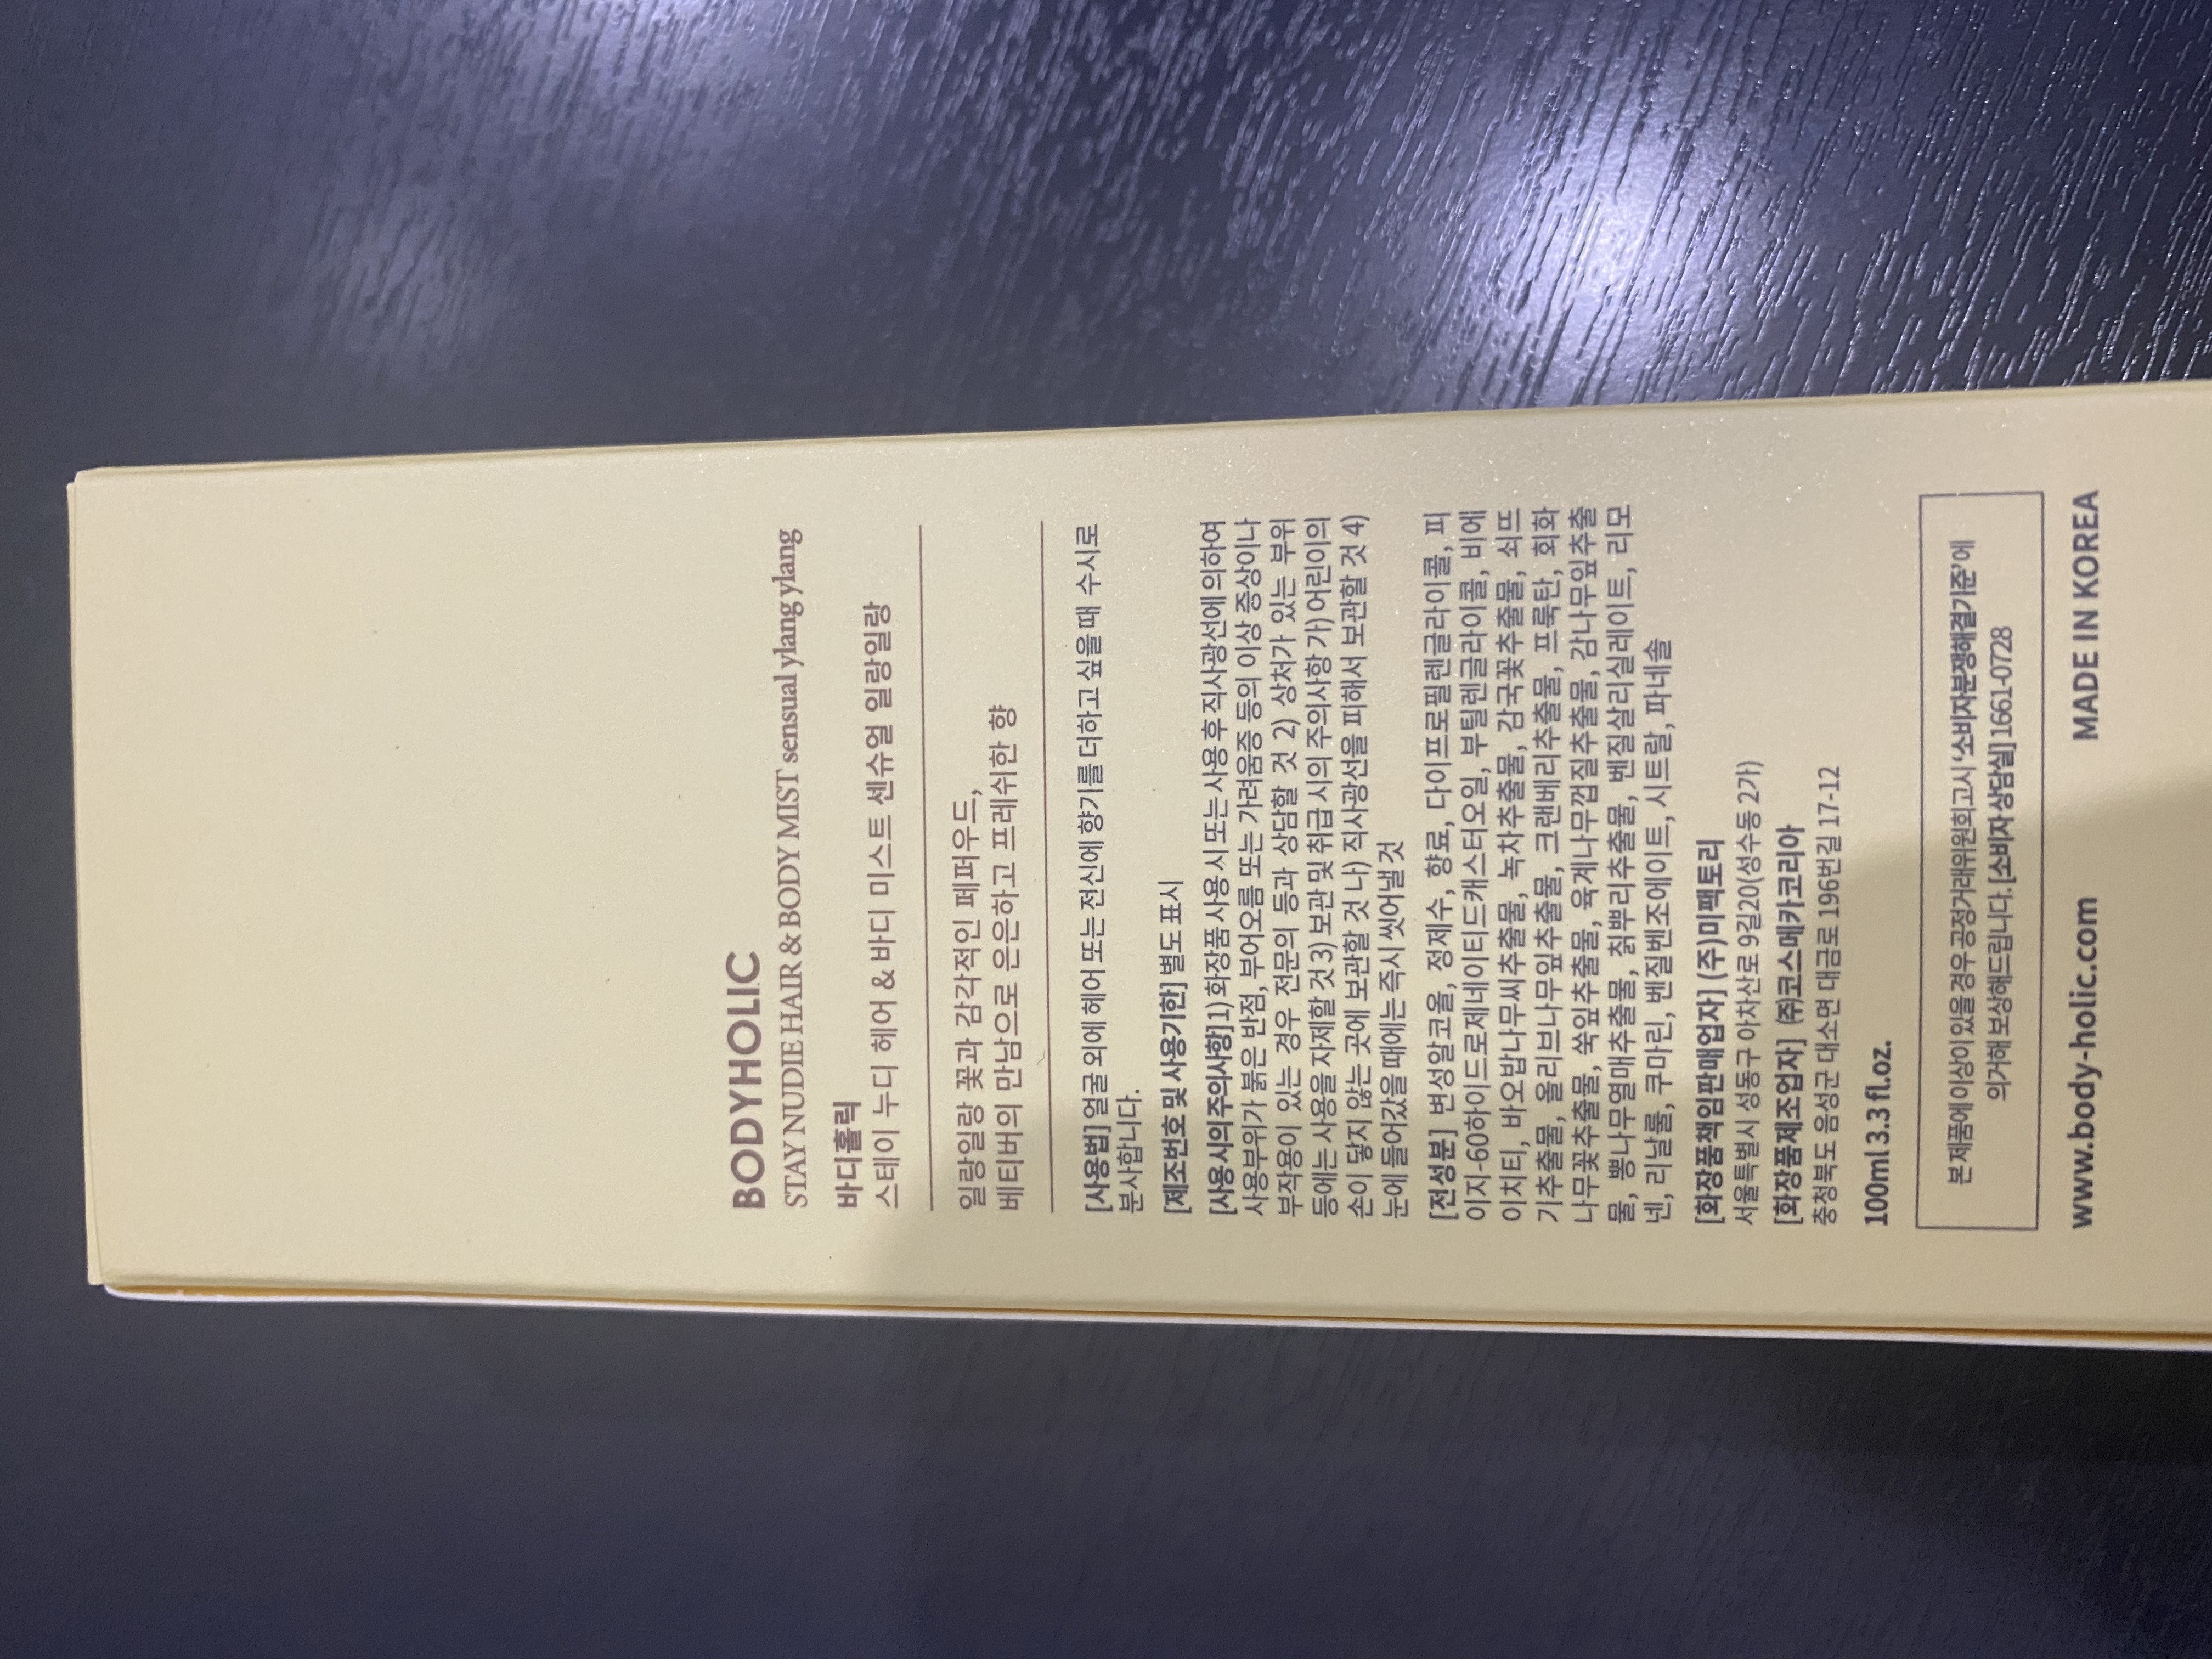 BODYHOLIC
STAY NUDIE HAIR & BODY MIST sensual ylang ylang
바디홀릭
스테이 누디 헤어 & 바디 미스트 센슈얼 일랑일랑
일랑일랑 꽃과 감각적인 페퍼우드,
베티버의 만남으로 은은하고 프레쉬한 향
[사용법] 얼굴 외에 헤어 또는 전신에 향기를 더하고 싶을 때 수시로
분사합니다.
[제조번호 및 사용기한] 별도 표시
[사용 시의 주의사항] 1) 화장품 사용 시 또는 사용 후 직사광선에 의하여
사용부위가 붉은 반점, 부어오름 또는 가려움증 등의 이상 증상이나
부작용이 있는 경우 전문의 등과 상담할 것 2) 상처가 있는 부위
등에는 사용을 자제할 것 3) 보관 및 취급 시의 주의사항 가) 어린이의
손이 닿지 않는 곳에 보관할 것 나) 직사광선을 피해서 보관할 것 4)
눈에 들어갔을 때에는 즉시 씻어낼 것
[전성분] 변성알코올, 정제수, 향료, 다이프로필렌글라이콜, 피
이지-60하이드로제네이티드캐스터오일, 부틸렌글라이콜, 비에
이치티, 바오밥나무씨추출물, 녹차추출물, 감국꽃추출물, 쇠뜨
기추출물, 올리브나무잎추출물, 크랜베리추출물, 프룩탄, 회화
나무꽃추출물, 쑥잎추출물, 육계나무껍질추출물, 감나무잎추출
물, 뽕나무열매추출물, 칡뿌리추출물, 벤질살리실레이트, 리모
넨, 리날룰, 쿠마린, 벤질벤조에이트, 시트랄, 파네솔
[화장품책임판매업자] (주)미팩토리
서울특별시 성동구 아차산로 9길20(성수동 2가)
[화장품제조업자] ㈜코스메카코리아
충청북도 음성군 대소면 대금로 196번길 17-12
100ml 3.3 fl.oz.
본 제품에 이상이 있을 경우 공정거래위원회고시 '소비자분쟁해결기준'에
의거해 보상해드립니다. [소비자상담실] 1661-0728
www.body-holic.com MADE IN KOREA